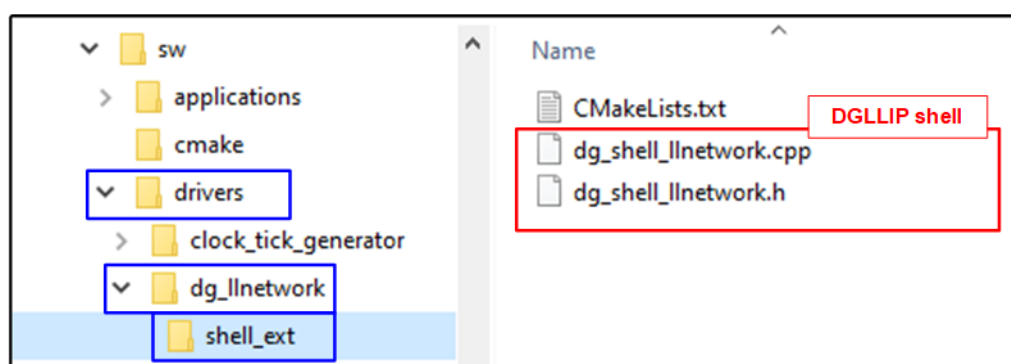 sw
applications
cmake
drivers
clock_tick_generator
dg_llnetwork
shell_ext
Name
CMakeLists.txt
DGLLIP shell
dg_shell_llnetwork.cpp
dg_shell_llnetwork.h